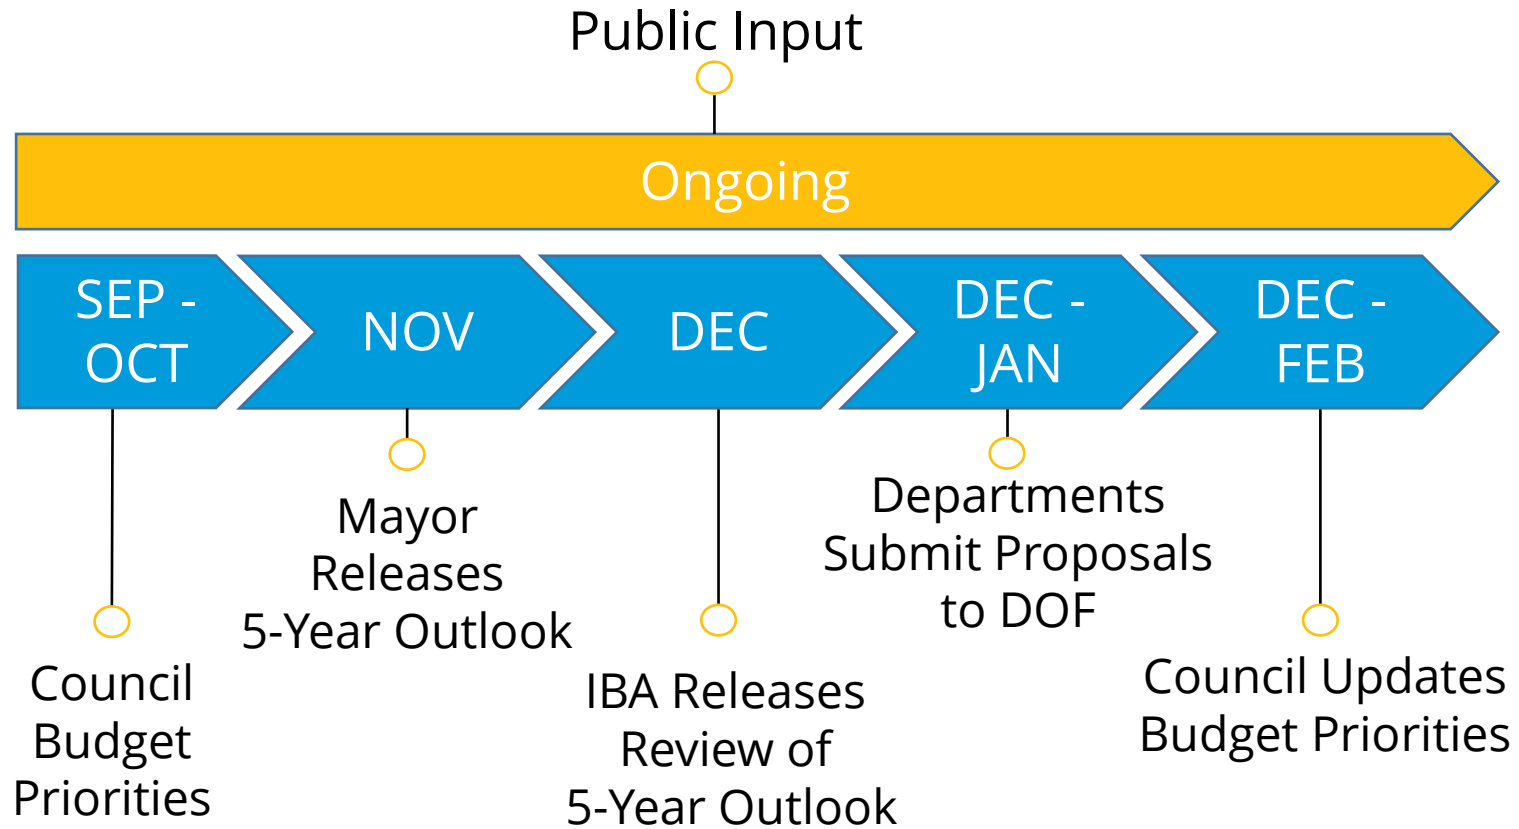 Public Input
Ongoing
SEP -
OCT
NOV
DEC
DEC -
JAN
DEC -
FEB
Council
Budget
Priorities
Mayor
Releases
5-Year Outlook
IBA Releases
Review of
5-Year Outlook
Departments
Submit Proposals
to DOF
Council Updates
Budget Priorities